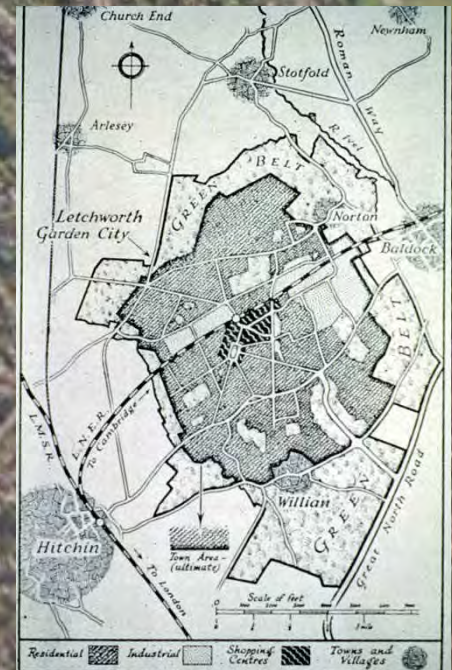 Church End
Newnham
Roman
Way
Stotfold
R. Ivel
Arlesey
GREEN BELT
Norton
Letchworth
Garden City
Baldock
BELT
L.N.E.R.
To Cambridge
L.M.S.R.
Willian
GREEN
Great North Road
Hitchin
Town Area -
(ultimate)
To London
Scale of feet
0
Mile
Residential Industrial Shopping Centres Towns and Villages